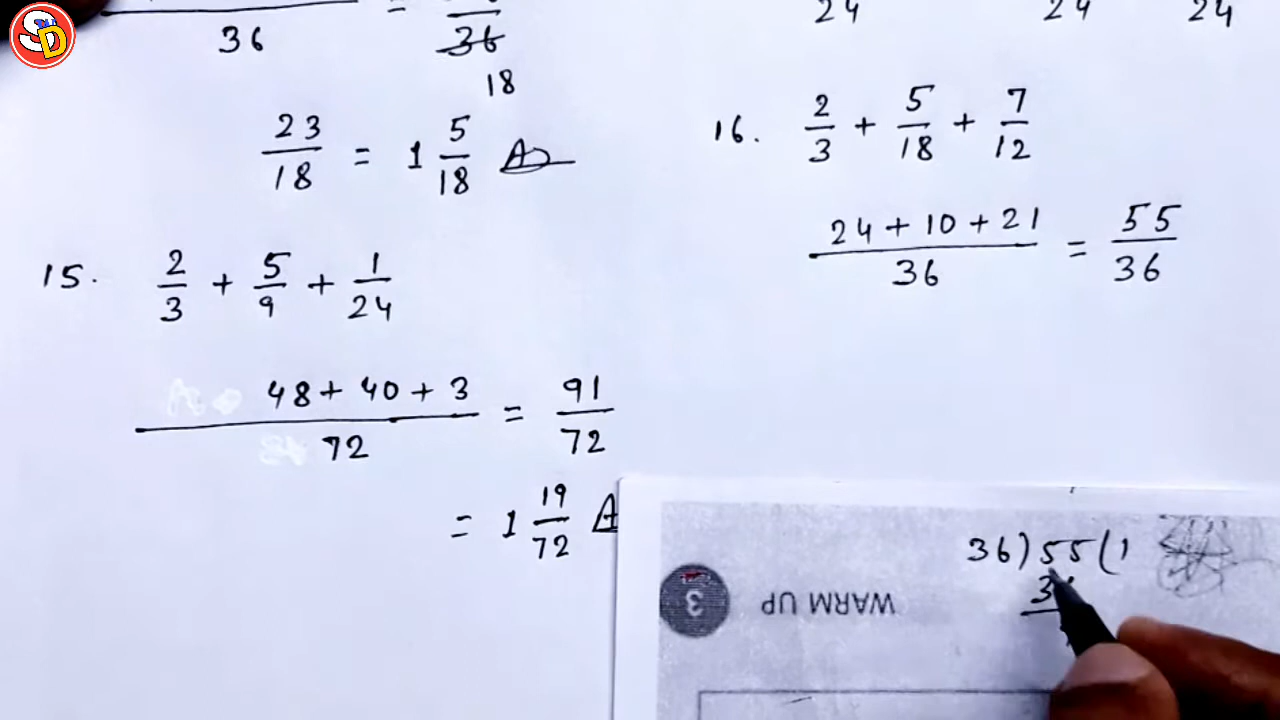 SD
36 = 36
18
23/18 = 1 5/18
15. 2/3 + 5/9 + 1/24
48 + 40 + 3 / 72 = 91/72
= 1 19/72 A
24 24 24
16. 2/3 + 5/18 + 7/12
24 + 10 + 21 / 36 = 55/36
36 ) 55 ( 1
3
3 WARM UP